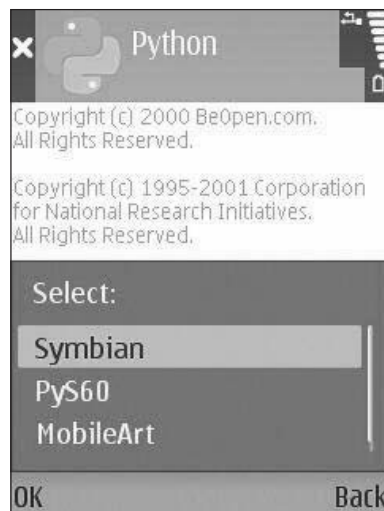 Python
Copyright (c) 2000 BeOpen.com.
All Rights Reserved.
Copyright (c) 1995-2001 Corporation
for National Research Initiatives.
All Rights Reserved.
Select:
Symbian
PyS60
MobileArt
OK Back